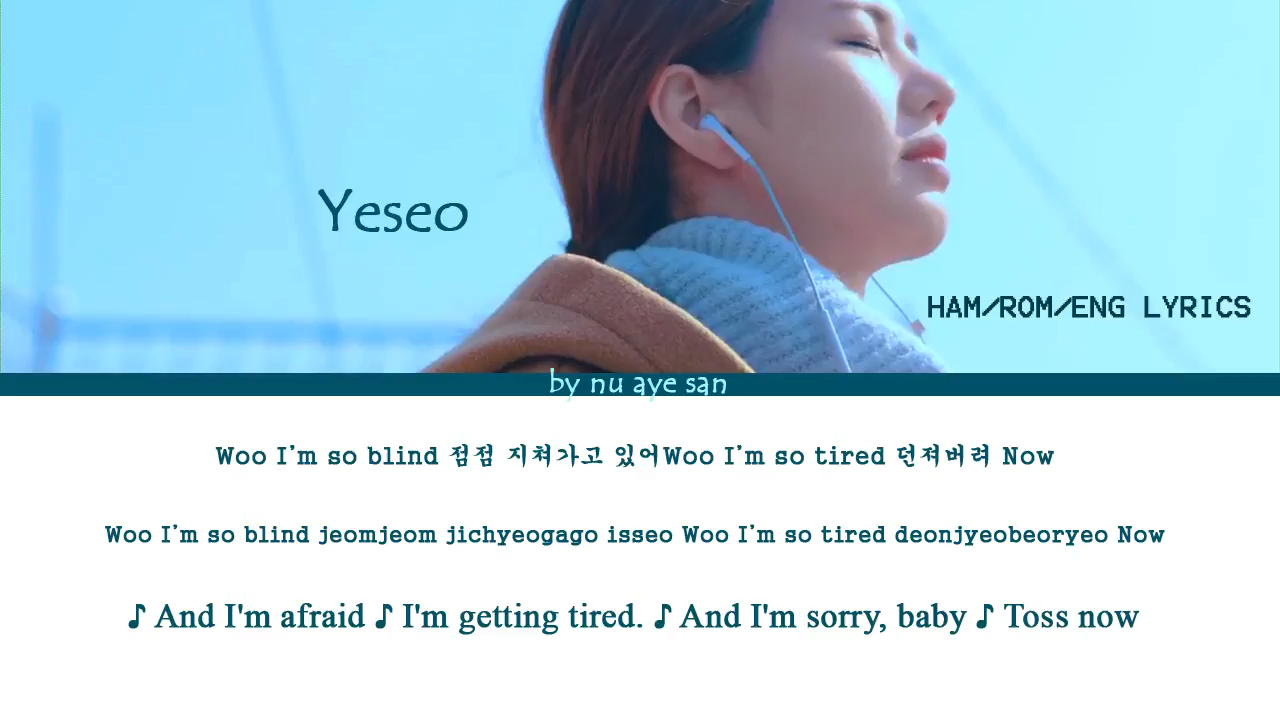 Yeseo
HAM/ROM/ENG LYRICS
by nu aye san
Woo I'm so blind 점점 지쳐가고 있어Woo I'm so tired 던져버려 Now
Woo I'm so blind jeomjeom jichyeogago isseo Woo I'm so tired deonjyeobeoryeo Now
♪ And I'm afraid ♪ I'm getting tired. ♪ And I'm sorry, baby ♪ Toss now